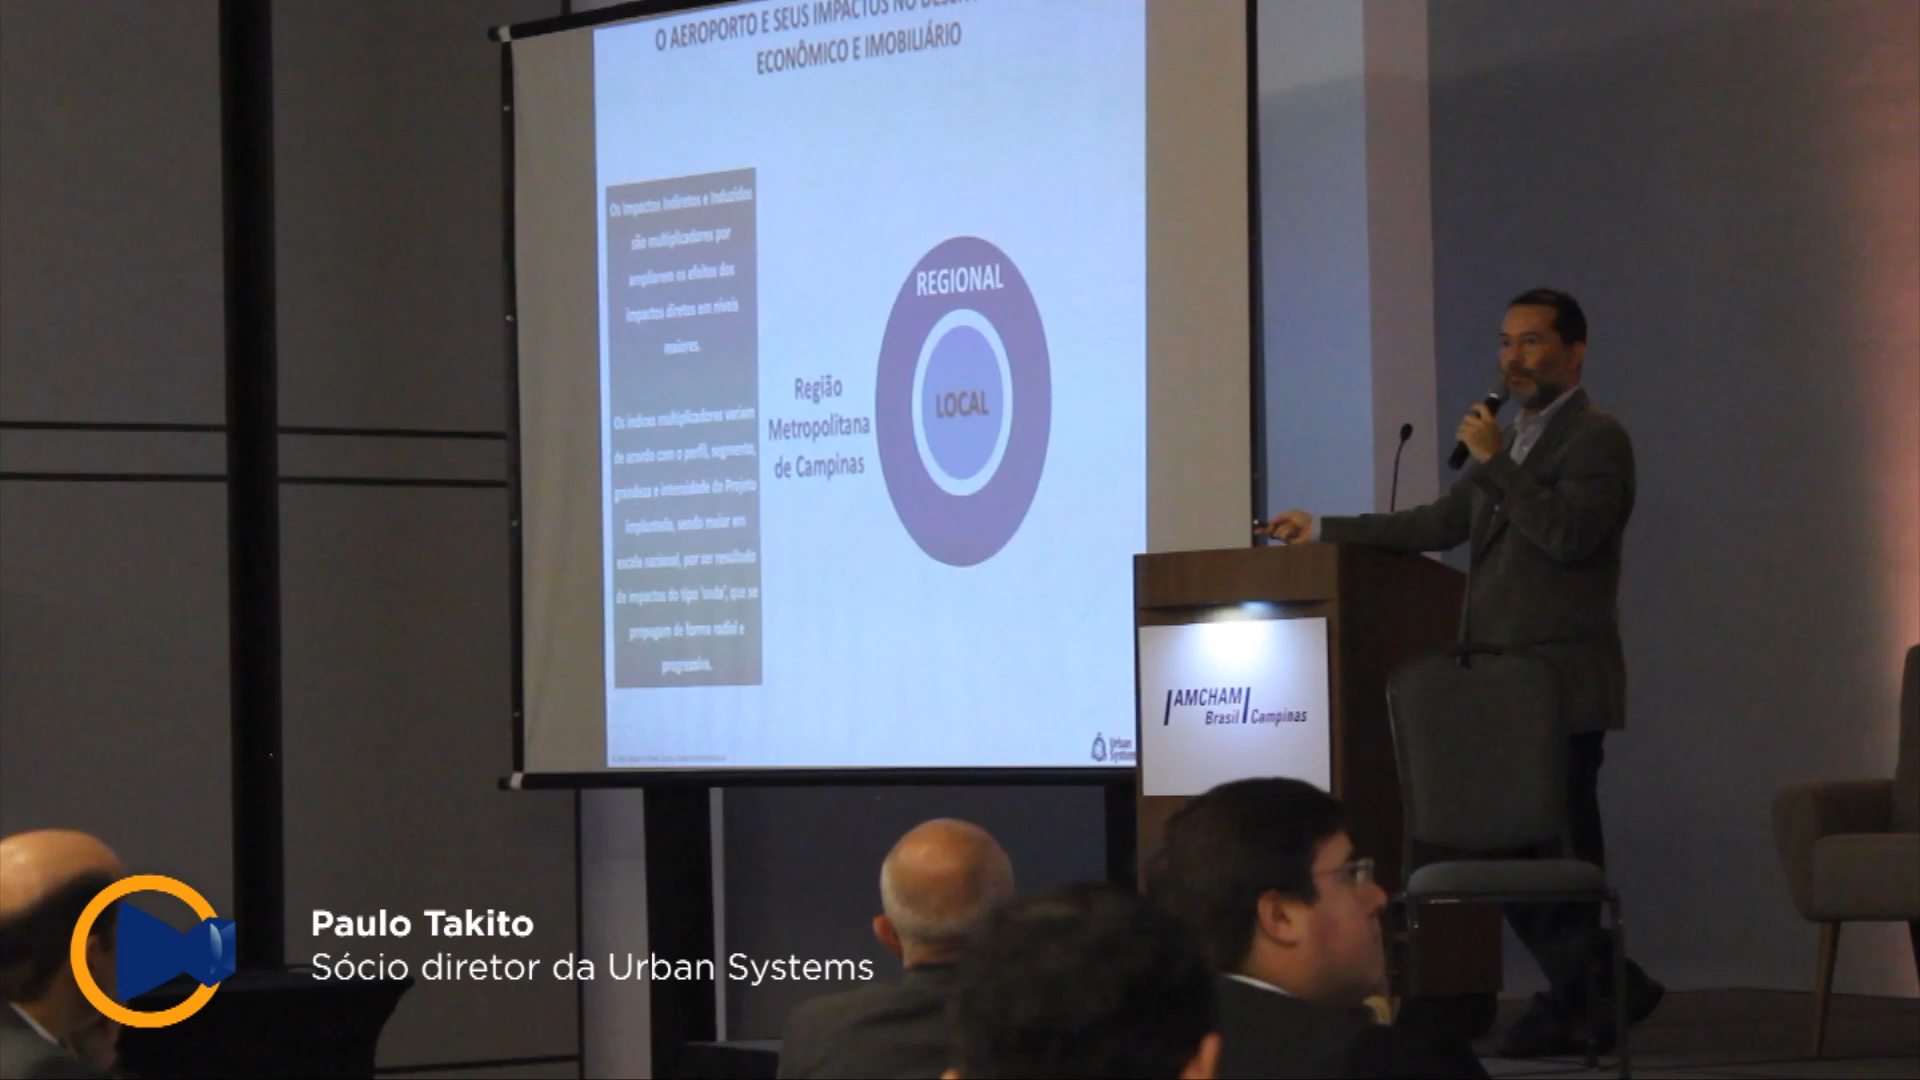 O AEROPORTO E SEUS IMPACTOS NO
ECONÔMICO E IMOBILIÁRIO
Os Impactos Indiretos e Induzidos
são multiplicadores por
ampliarem os efeitos dos
impactos diretos em níveis
maiores.
Os índices multiplicadores variam
de acordo com o perfil, segmento,
grandeza e intensidade do Projeto
implantado, sendo maior em
escala nacional, por ser resultado
de impactos do tipo 'onda', que se
propagam de forma radial e
progressiva.
Região
Metropolitana
de Campinas
REGIONAL
LOCAL
Urban
Systems
AMCHAM
Brasil Campinas
Paulo Takito
Sócio diretor da Urban Systems